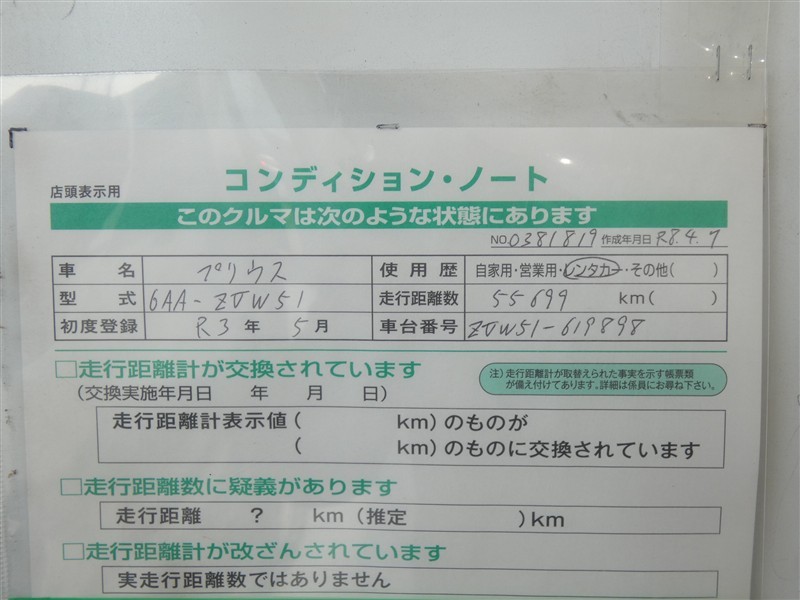 店頭表示用
コンディション・ノート
このクルマは次のような状態にあります
NO.0381819 作成年月日 R8.4.7
車名 プリウス 使用歴 自家用・営業用・レンタカー・その他( )
型式 6AA-ZVW51 走行距離数 55699 km( )
初度登録 R3年 5月 車台番号 ZVW51-619898
□走行距離計が交換されています
(交換実施年月日 年 月 日)
注)走行距離計が取替えられた事実を示す帳票類
が備え付けてあります。詳細は係員にお尋ね下さい。
走行距離計表示値( km)のものが
( km)のものに交換されています
□走行距離数に疑義があります
走行距離 ? km(推定 )km
□走行距離計が改ざんされています
実走行距離数ではありません